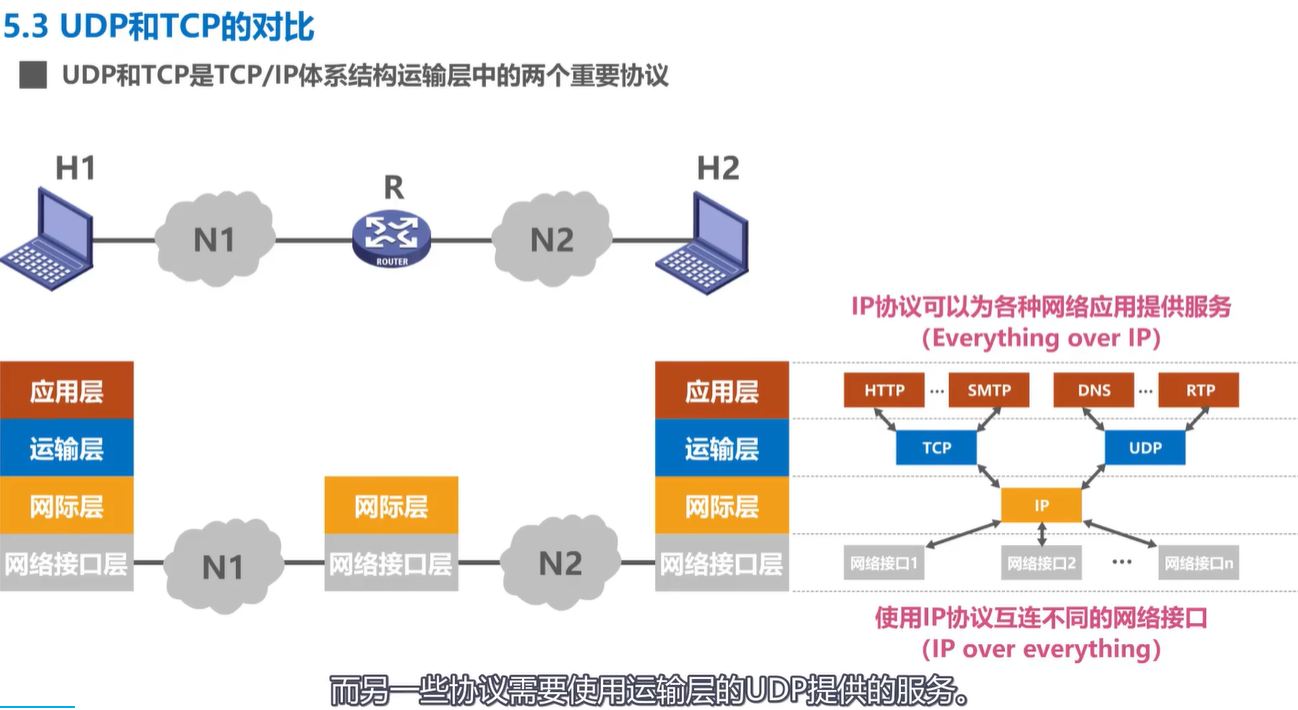 5.3 UDP和TCP的对比
UDP和TCP是TCP/IP体系结构运输层中的两个重要协议
H1
R
H2
N1
ROUTER
N2
IP协议可以为各种网络应用提供服务
（Everything over IP）
应用层
应用层
HTTP
···
SMTP
DNS
···
RTP
运输层
运输层
TCP
UDP
网际层
网际层
网际层
IP
网络接口层
N1
网络接口层
N2
网络接口层
网络接口1
网络接口2
···
网络接口n
使用IP协议互连不同的网络接口
（IP over everything）
而另一些协议需要使用运输层的UDP提供的服务。